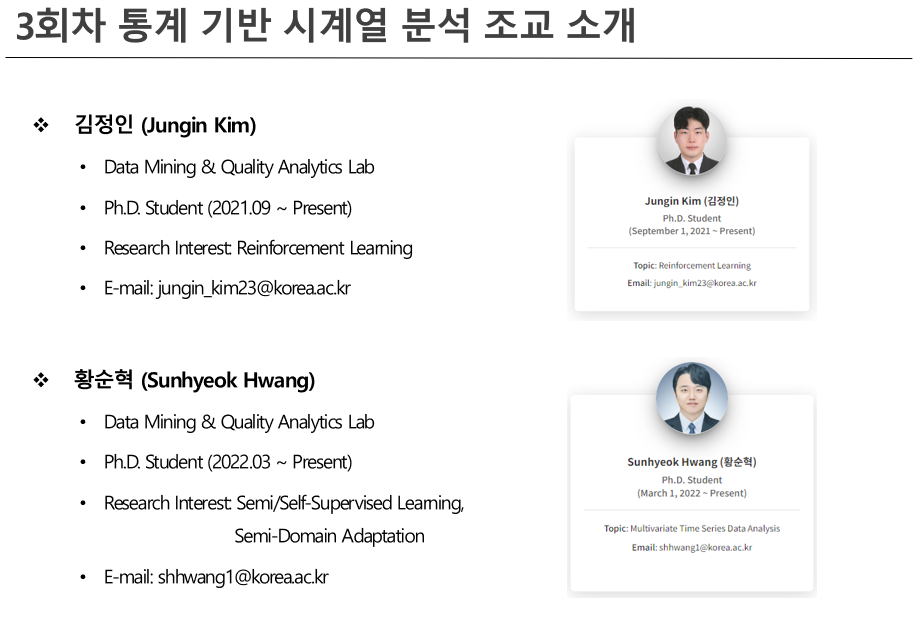 3회차 통계 기반 시계열 분석 조교 소개
❖ 김정인 (Jungin Kim)
• Data Mining & Quality Analytics Lab
• Ph.D. Student (2021.09 ~ Present)
• Research Interest: Reinforcement Learning
• E-mail: jungin_kim23@korea.ac.kr
Jungin Kim (김정인)
Ph.D. Student
(September 1, 2021 ~ Present)
Topic: Reinforcement Learning
Email: jungin_kim23@korea.ac.kr
❖ 황순혁 (Sunhyeok Hwang)
• Data Mining & Quality Analytics Lab
• Ph.D. Student (2022.03 ~ Present)
• Research Interest: Semi/Self-Supervised Learning,
Semi-Domain Adaptation
• E-mail: shhwang1@korea.ac.kr
Sunhyeok Hwang (황순혁)
Ph.D. Student
(March 1, 2022 ~ Present)
Topic: Multivariate Time Series Data Analysis
Email: shhwang1@korea.ac.kr